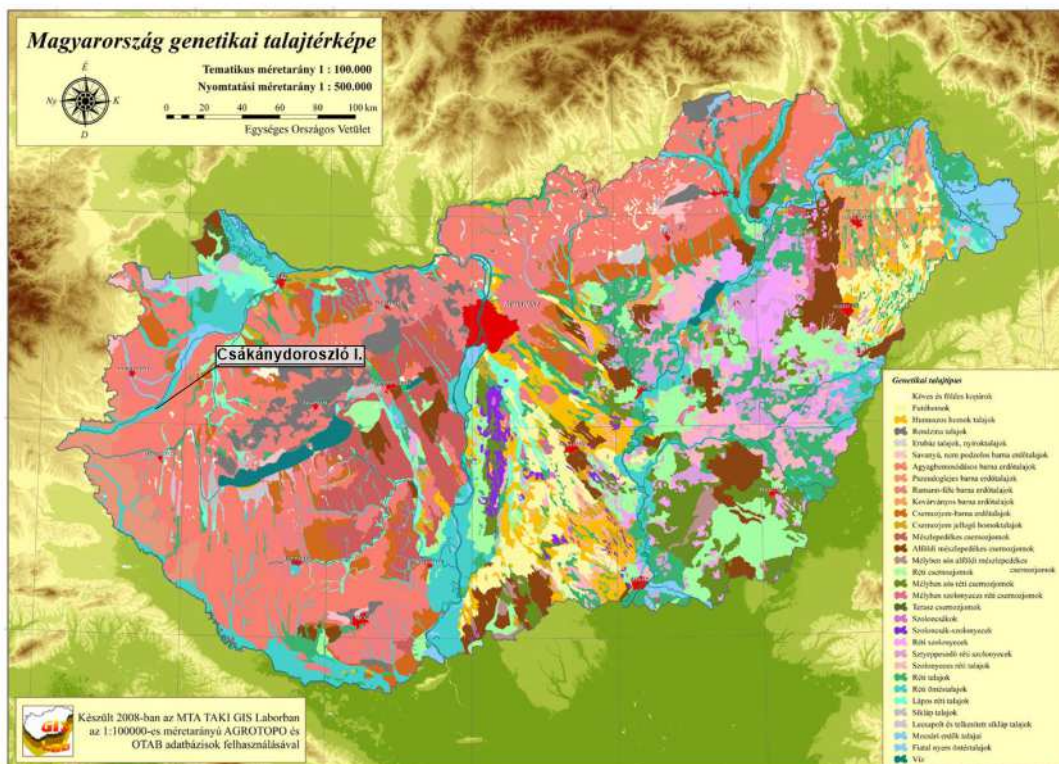 Magyarország genetikai talajtérképe
Tematikus méretarány 1 : 100.000
Nyomtatási méretarány 1 : 500.000
É
Ny
K
D
0 20 40 60 80 100 km
Egységes Országos Vetület
Csákánydoroszló I.
Genetikai talajtípus
Köves és földes kopárok
Futóhomok
Humuszos homok talajok
Rendzina talajok
Erubáz talajok, nyiroktalajok
Savanyú, nem podzolos barna erdőtalajok
Agyagbemosódásos barna erdőtalajok
Pszeudoglejes barna erdőtalajok
Ramann-féle barna erdőtalajok
Kovárványos barna erdőtalajok
Csernozjom-barna erdőtalajok
Csernozjom jellegű homoktalajok
Mészlepedékes csernozjomok
Alföldi mészlepedékes csernozjomok
Mélyben sós alföldi mészlepedékes
csernozjomok
Réti csernozjomok
Mélyben sós réti csernozjomok
Mélyben szolonyeces réti csernozjomok
Terasz csernozjomok
Szoloncsákok
Szoloncsák-szolonyecek
Réti szolonyecek
Sztyeppesedő réti szolonyecek
Szolonyeces réti talajok
Réti talajok
Réti öntéstalajok
Lápos réti talajok
Síkláp talajok
Lecsapolt és telkesített síkláp talajok
Mocsári erdők talajai
Fiatal nyers öntéstalajok
Víz
GIS
Készült 2008-ban az MTA TAKI GIS Laborban
az 1:100000-es méretarányú AGROTOPO és
OTAB adatbázisok felhasználásával